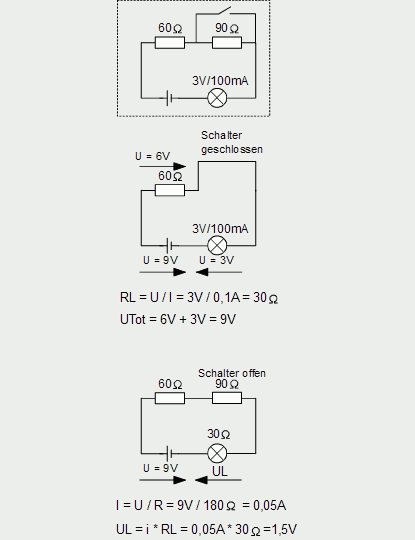 60Ω 90Ω
3V/100mA
Schalter
geschlossen
U = 6V
60Ω
3V/100mA
U = 9V U = 3V
RL = U / I = 3V / 0,1A = 30Ω
UTot = 6V + 3V = 9V
Schalter offen
60Ω 90Ω
30Ω
U = 9V UL
I = U / R = 9V / 180Ω = 0,05A
UL = i * RL = 0,05A * 30Ω =1,5V